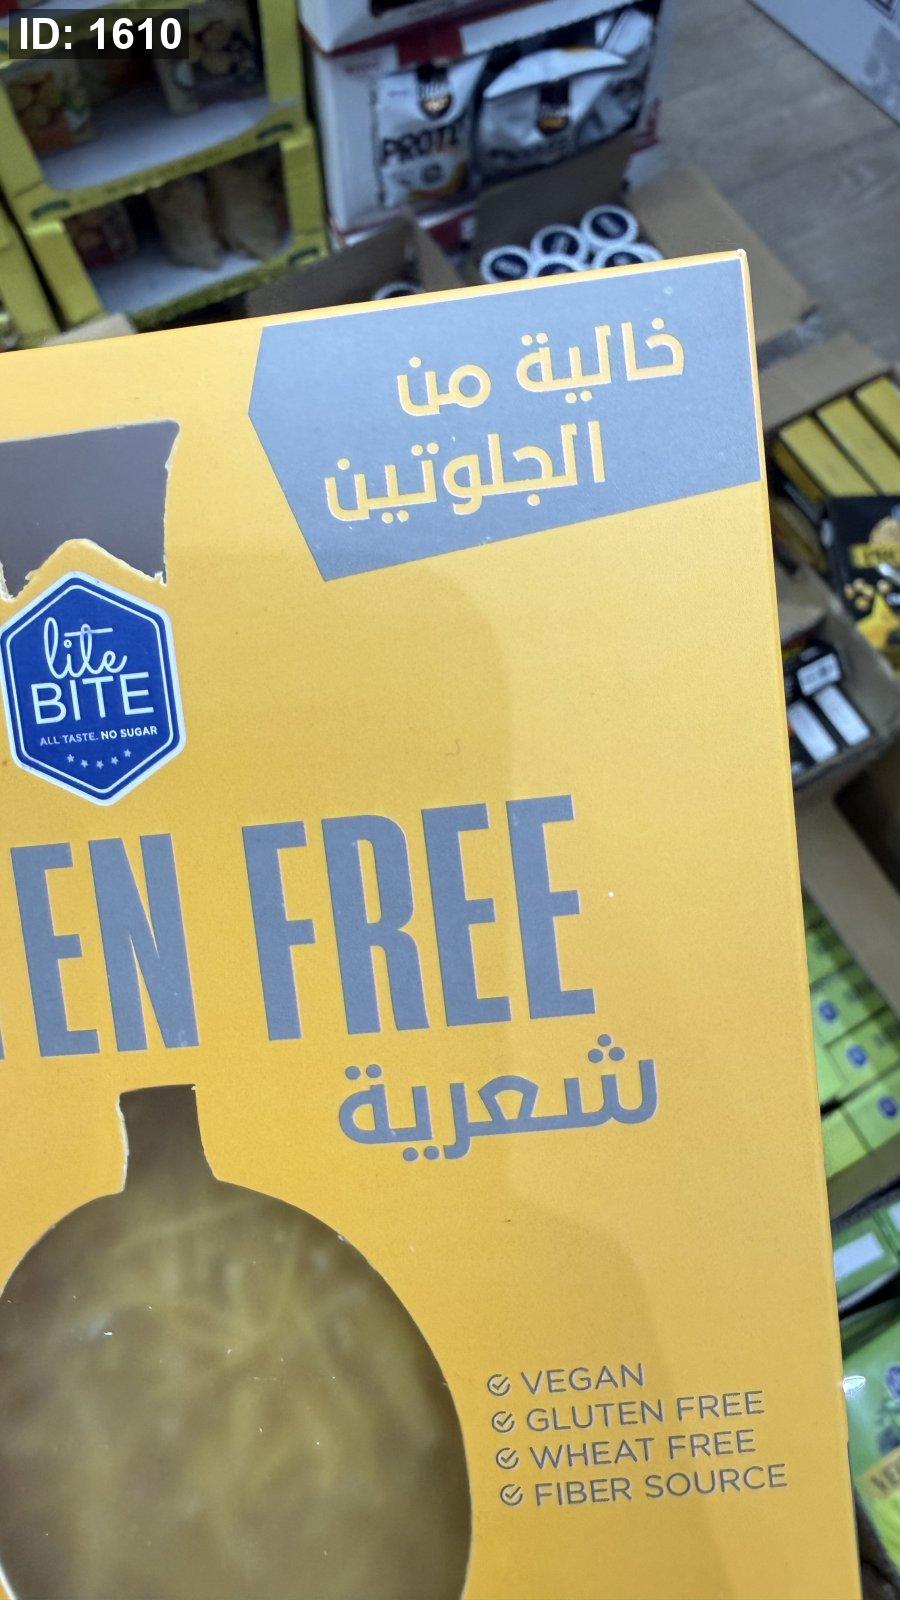 ID: 1610
PROTI
خالية من
الجلوتين
lite
BITE
ALL TASTE. NO SUGAR
EN FREE
شعرية
VEGAN
GLUTEN FREE
WHEAT FREE
FIBER SOURCE